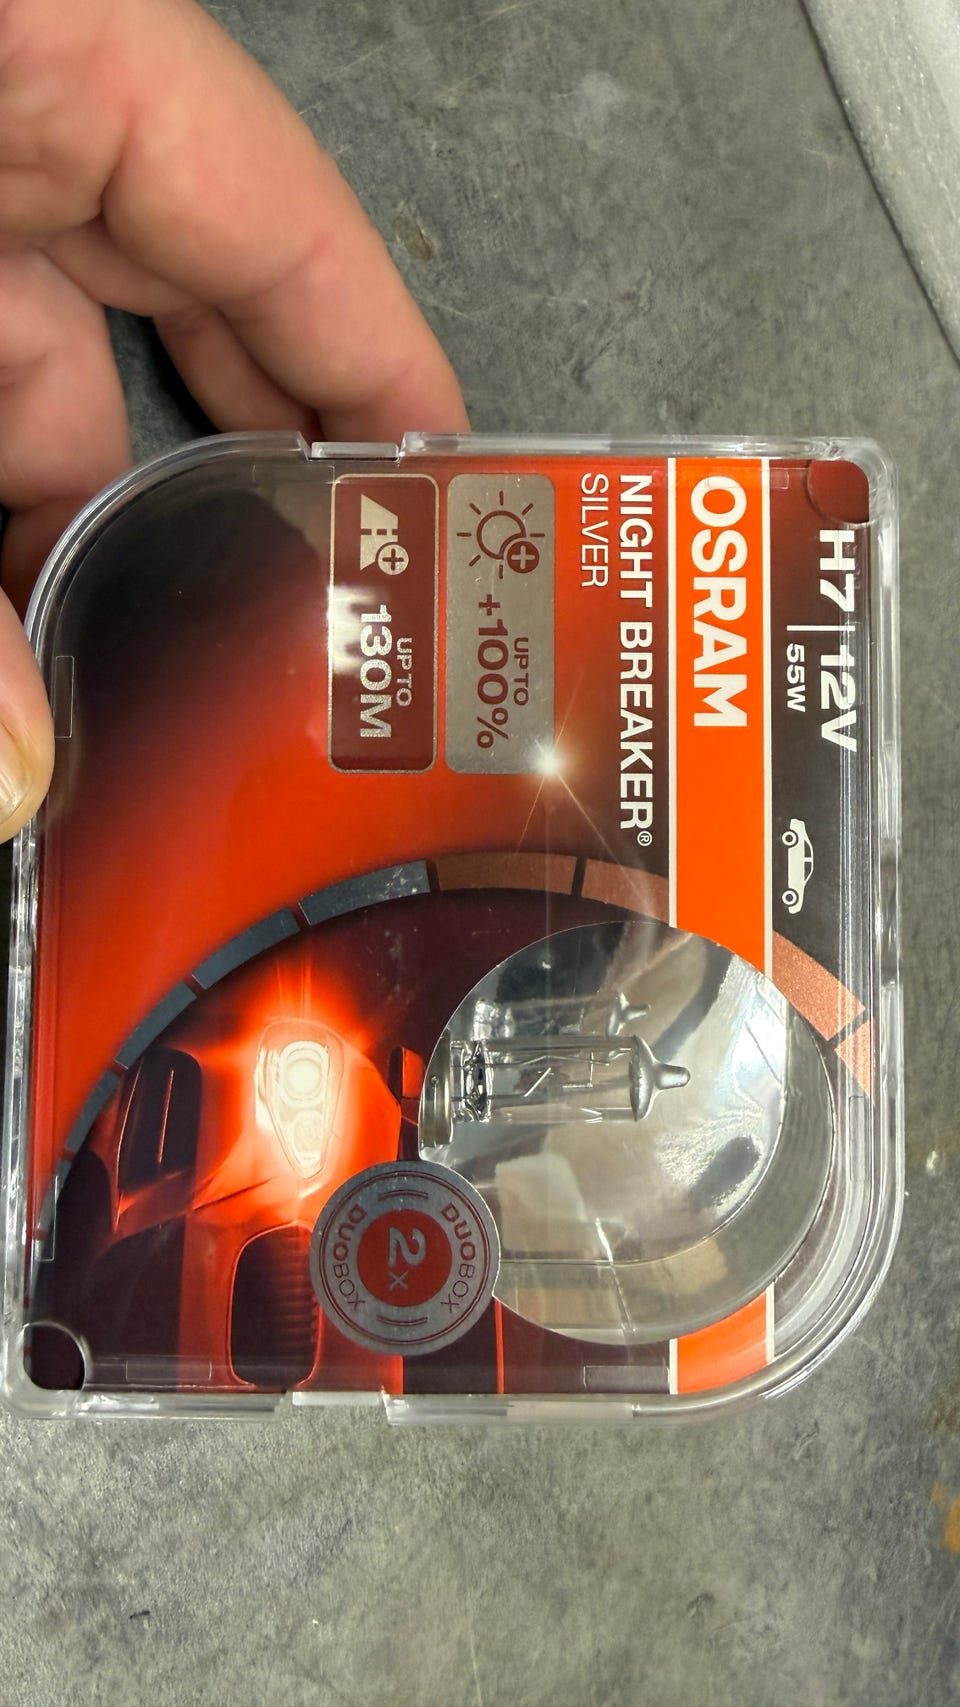 H7 | 12V
55W
OSRAM
NIGHT BREAKER®
SILVER
UP TO
+100%
UP TO
130M
DUOBOX
2x
DUOBOX